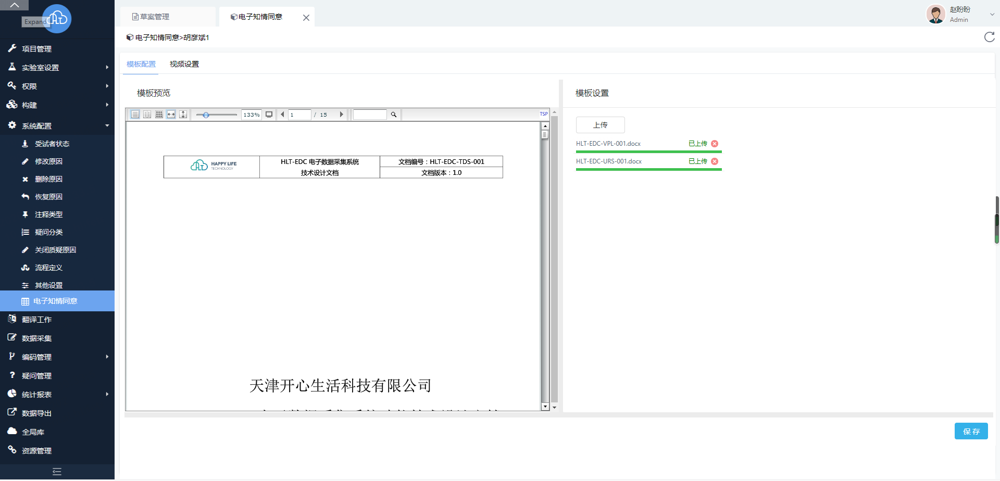 Expand
项目管理
实验室设置
权限
构建
系统配置
受试者状态
修改原因
删除原因
恢复原因
注释类型
疑问分类
关闭质疑原因
流程定义
其他设置
电子知情同意
翻译工作
数据采集
编码管理
疑问管理
统计报表
数据导出
全局库
资源管理
草案管理
电子知情同意
赵盼盼
Admin
电子知情同意>胡彦斌1
模板配置 视频设置
模板预览
133%
1 / 15
TSP
HAPPY LIFE
TECHNOLOGY
HLT-EDC 电子数据采集系统
技术设计文档
文档编号：HLT-EDC-TDS-001
文档版本：1.0
天津开心生活科技有限公司
模板设置
上传
HLT-EDC-VPL-001.docx 已上传
HLT-EDC-URS-001.docx 已上传
保存